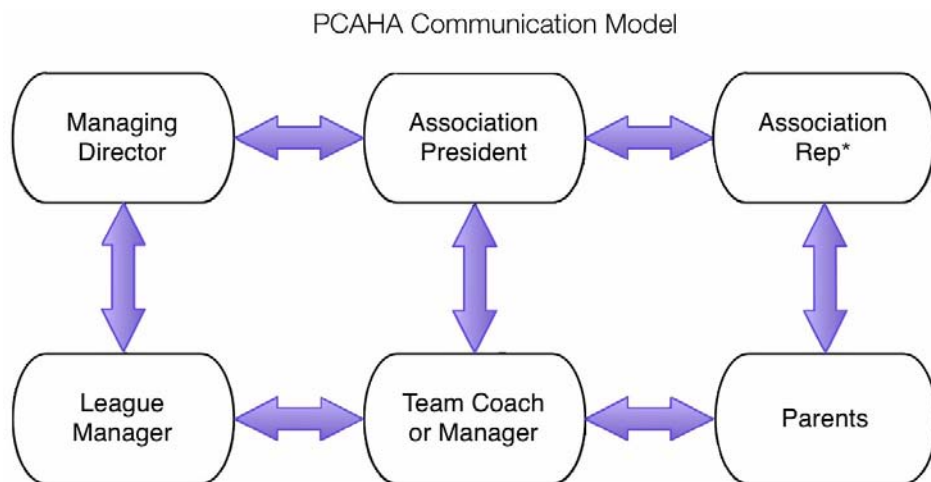 PCAHA Communication Model
Managing
Director
Association
President
Association
Rep*
League
Manager
Team Coach
or Manager
Parents